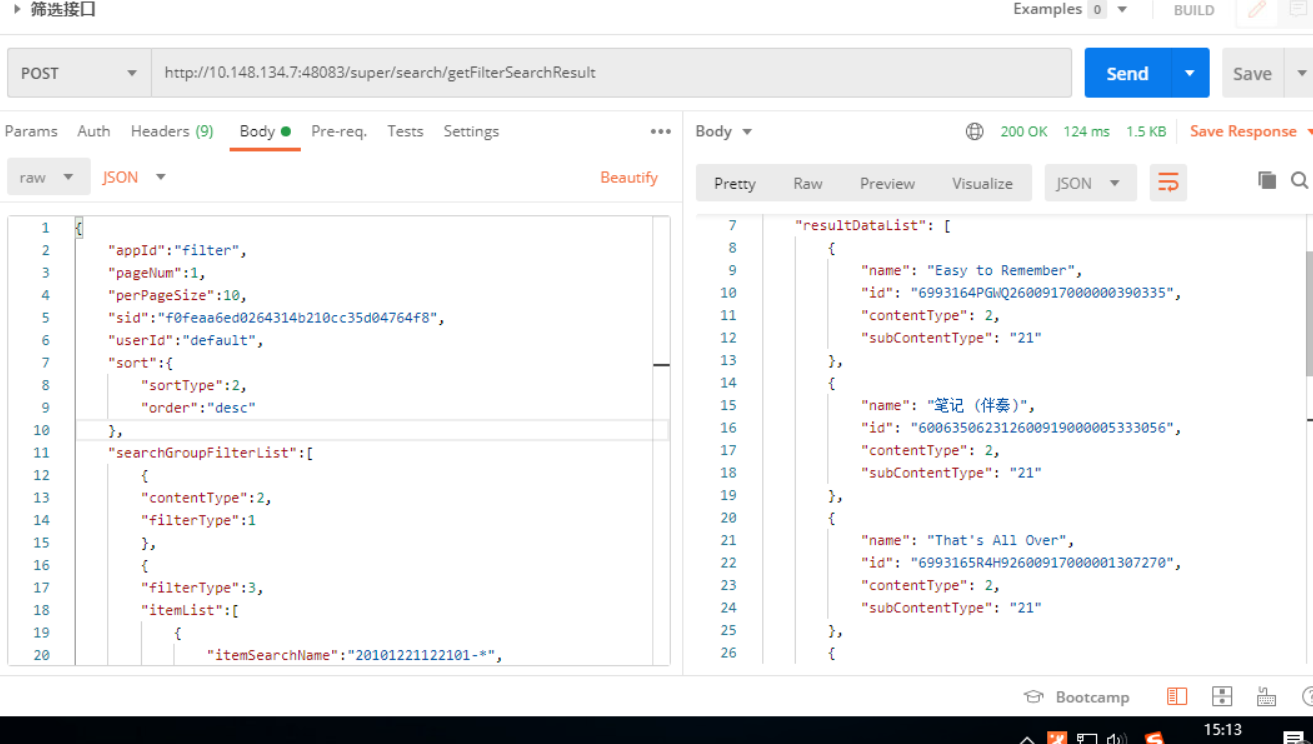 筛选接口
Examples 0 BUILD
POST http://10.148.134.7:48083/super/search/getFilterSearchResult Send Save
Params Auth Headers (9) Body Pre-req. Tests Settings
Body 200 OK 124 ms 1.5 KB Save Response
raw JSON Beautify
Pretty Raw Preview Visualize JSON
1 {
2 "appId":"filter",
3 "pageNum":1,
4 "perPageSize":10,
5 "sid":"f0feaa6ed0264314b210cc35d04764f8",
6 "userId":"default",
7 "sort":{
8 "sortType":2,
9 "order":"desc"
10 },
11 "searchGroupFilterList":[
12 {
13 "contentType":2,
14 "filterType":1
15 },
16 {
17 "filterType":3,
18 "itemList":[
19 {
20 "itemSearchName":"20101221122101-*",
7 "resultDataList": [
8 {
9 "name": "Easy to Remember",
10 "id": "6993164PGWQ2600917000000390335",
11 "contentType": 2,
12 "subContentType": "21"
13 },
14 {
15 "name": "笔记 (伴奏)",
16 "id": "600635062312600919000005333056",
17 "contentType": 2,
18 "subContentType": "21"
19 },
20 {
21 "name": "That's All Over",
22 "id": "6993165R4H92600917000001307270",
23 "contentType": 2,
24 "subContentType": "21"
25 },
26 {
Bootcamp
15:13